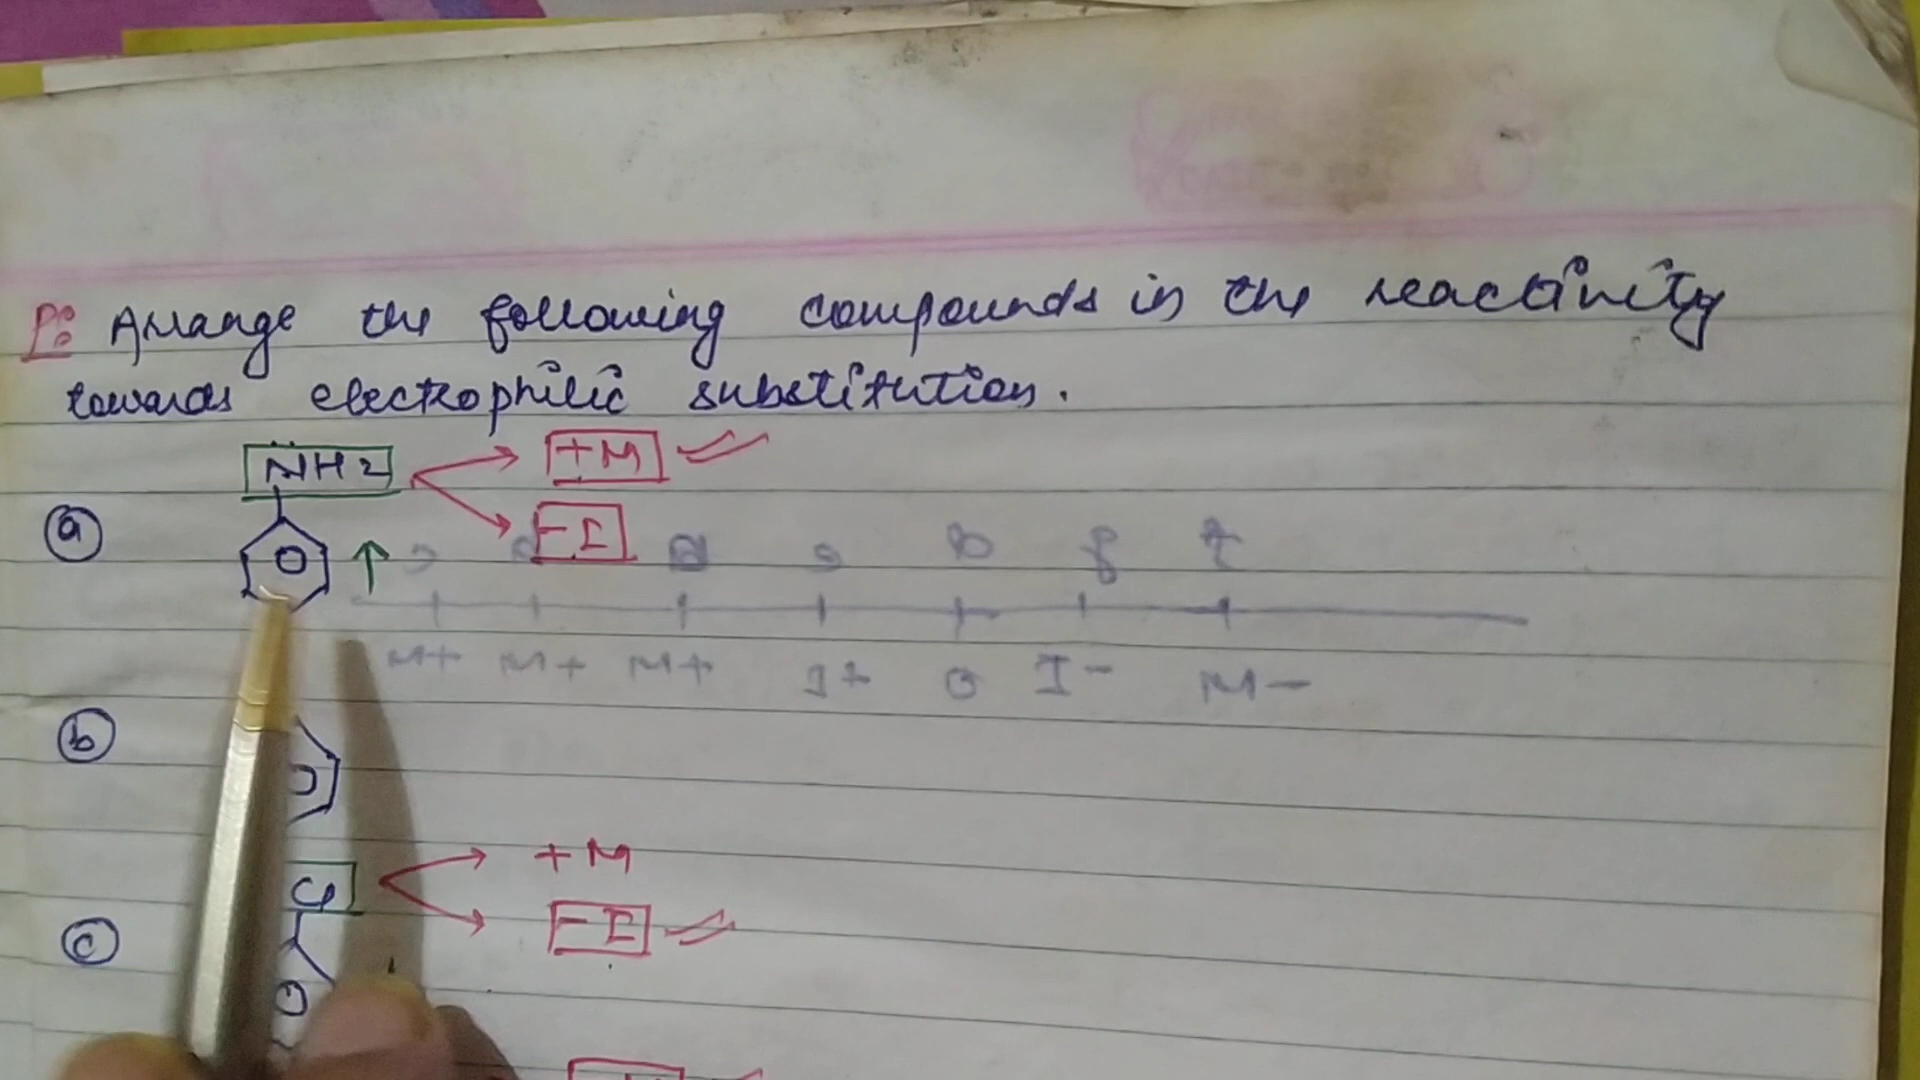 P: Arrange the following compounds in the reactivity
towards electrophilic substitution.
NH2 +M
-I
a
b
Cl +M
-I
c